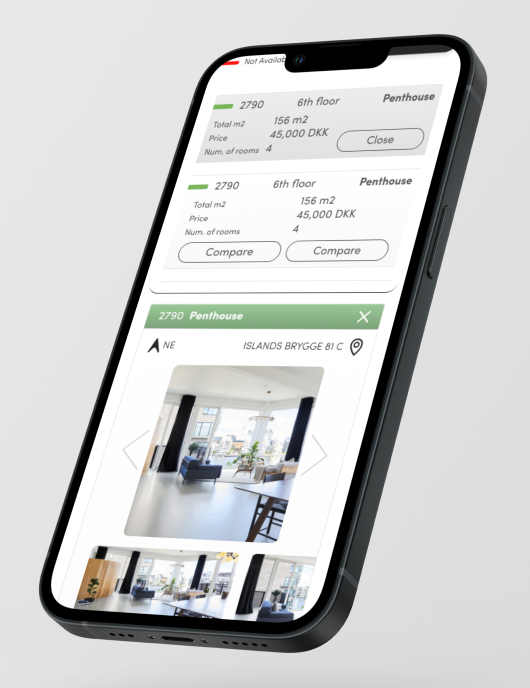 Not Availab
2790 6th floor Penthouse
Total m2 156 m2
Price 45,000 DKK
Num. of rooms 4
Close
2790 6th floor Penthouse
Total m2 156 m2
Price 45,000 DKK
Num. of rooms 4
Compare Compare
2790 Penthouse
NE ISLANDS BRYGGE 81 C